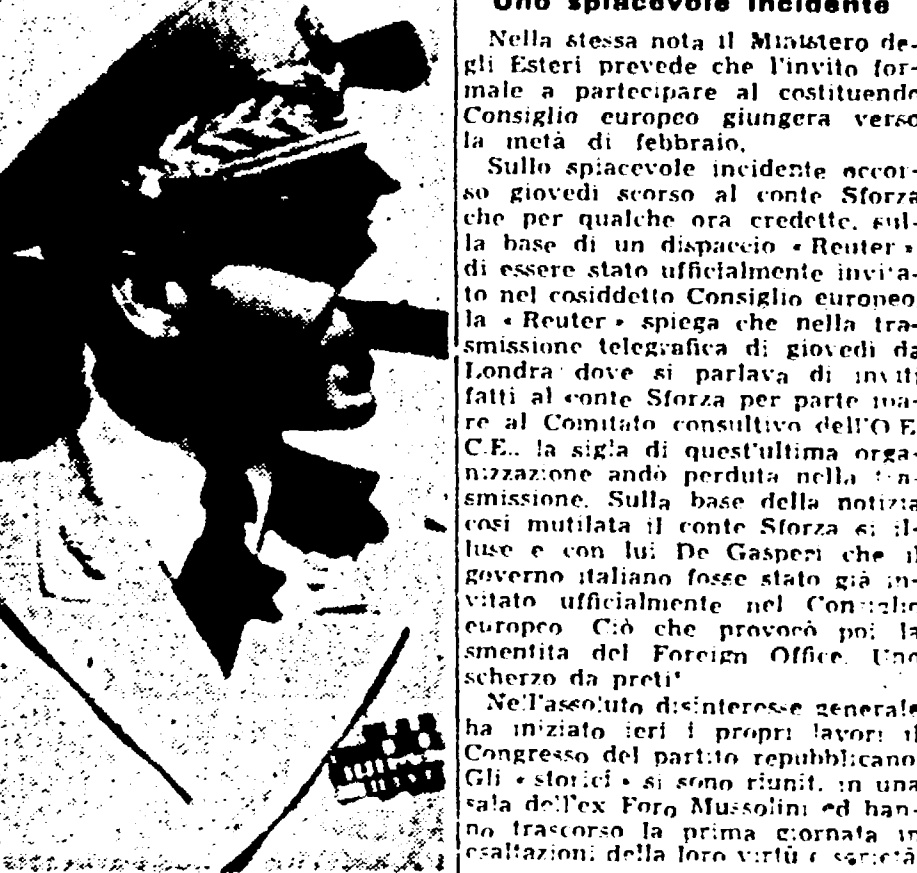 Uno spiacevole incidente
Nella stessa nota il Ministero de-
gli Esteri prevede che l'invito for-
male a partecipare al costituendo
Consiglio europeo giungerà verso
la metà di febbraio.
Sullo spiacevole incidente occor-
so giovedì scorso al conte Sforza
che per qualche ora credette, sul-
la base di un dispaccio « Reuter »
di essere stato ufficialmente invita-
to nel cosiddetto Consiglio europeo
la « Reuter » spiega che nella tra-
smissione telegrafica di giovedì da
Londra dove si parlava di inviti
fatti al conte Sforza per parte ma-
re al Comitato consultivo dell'O.E.
C.E., la sigla di quest'ultima orga-
nizzazione andò perduta nella tra-
smissione. Sulla base della notizia
così mutilata il conte Sforza si il-
luse e con lui De Gasperi che il
governo italiano fosse stato già in-
vitato ufficialmente nel Consiglio
europeo Ciò che provocò poi la
smentita del Foreign Office. Uno
scherzo da preti!
Nell'assoluto disinteresse generale
ha iniziato ieri i propri lavori il
Congresso del partito repubblicano
Gli « storici » si sono riuniti in una
sala dell'ex Foro Mussolini ed han-
no trascorso la prima giornata in
esaltazioni della loro virtù e